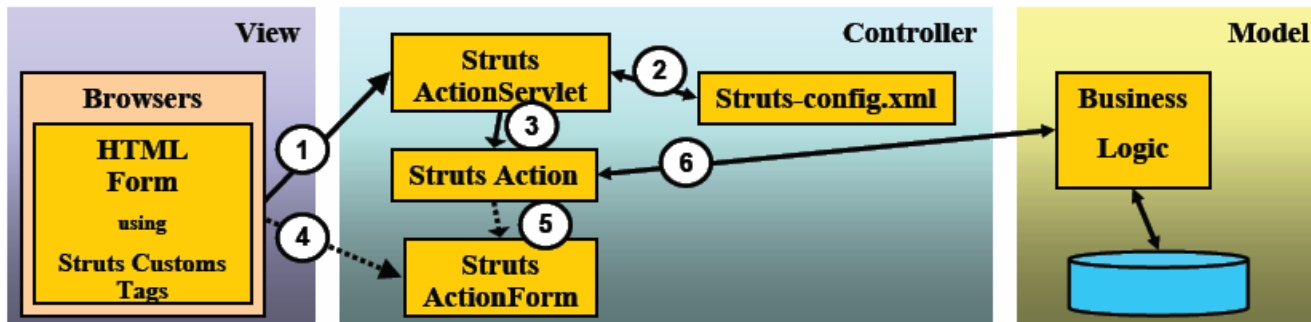 View
Browsers
HTML
Form
using
Struts Customs
Tags
1
4
Controller
Struts
ActionServlet
2
Struts-config.xml
3
Struts Action
6
5
Struts
ActionForm
Model
Business
Logic